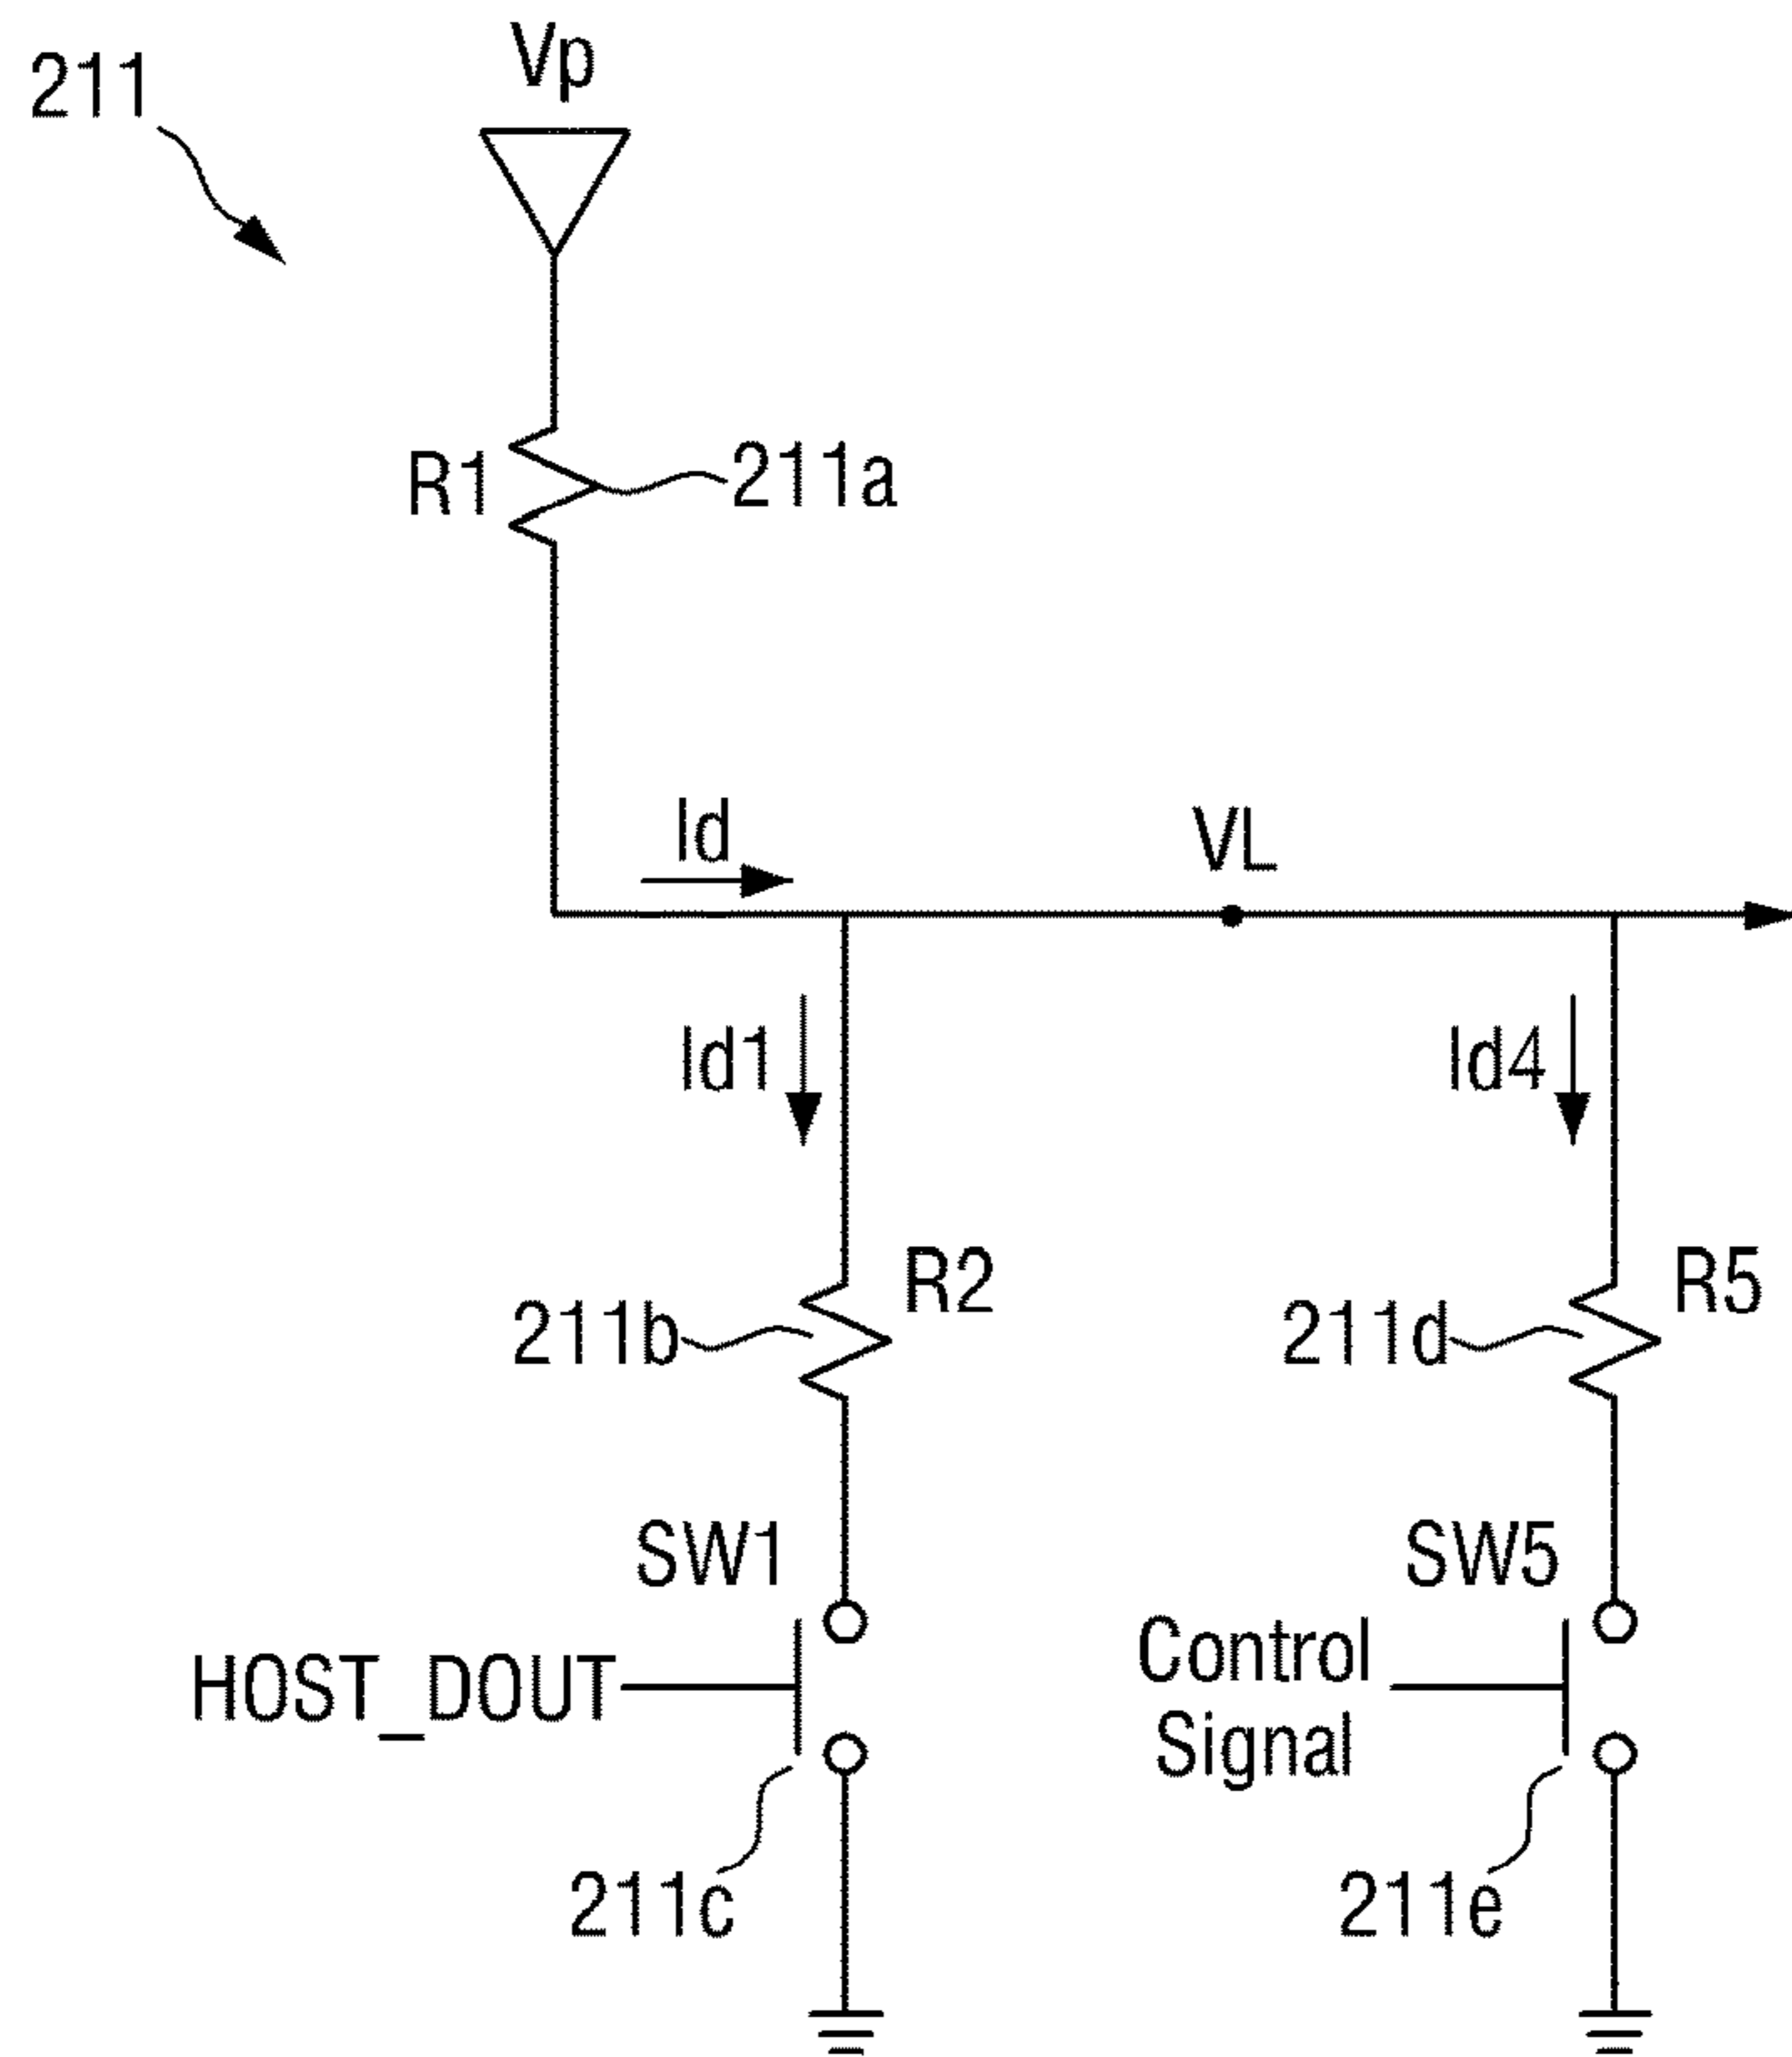 211
Vp
R1
211a
Id
VL
Id1
Id4
R2
R5
211b
211d
SW1
SW5
HOST_DOUT
Control
Signal
211c
211e